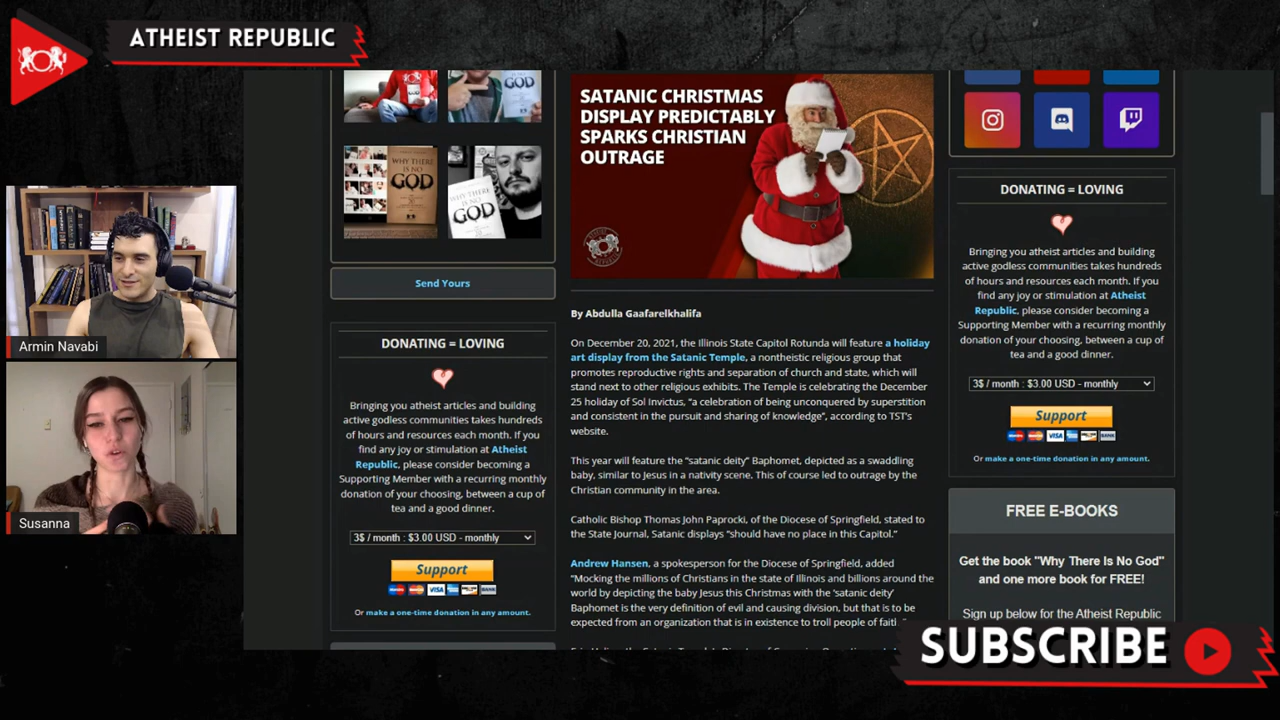 ATHEIST REPUBLIC
WHY THERE
IS NO
GOD
WHY THERE
IS NO
GOD
Send Yours
DONATING = LOVING
Bringing you atheist articles and building
active godless communities takes hundreds
of hours and resources each month. If you
find any joy or stimulation at Atheist
Republic, please consider becoming a
Supporting Member with a recurring monthly
donation of your choosing, between a cup of
tea and a good dinner.
3$ / month : $3.00 USD - monthly
Support
VISA
BANK
Or make a one-time donation in any amount.
SATANIC CHRISTMAS
DISPLAY PREDICTABLY
SPARKS CHRISTIAN
OUTRAGE
By Abdulla Gaafarelkhalifa
On December 20, 2021, the Illinois State Capitol Rotunda will feature a holiday
art display from the Satanic Temple, a nontheistic religious group that
promotes reproductive rights and separation of church and state, which will
stand next to other religious exhibits. The Temple is celebrating the December
25 holiday of Sol Invictus, “a celebration of being unconquered by superstition
and consistent in the pursuit and sharing of knowledge”, according to TST's
website.
This year will feature the “satanic deity” Baphomet, depicted as a swaddling
baby, similar to Jesus in a nativity scene. This of course led to outrage by the
Christian community in the area.
Catholic Bishop Thomas John Paprocki, of the Diocese of Springfield, stated to
the State Journal, Satanic displays “should have no place in this Capitol.”
Andrew Hansen, a spokesperson for the Diocese of Springfield, added
“Mocking the millions of Christians in the state of Illinois and billions around the
world by depicting the baby Jesus this Christmas with the ‘satanic deity’
Baphomet is the very definition of evil and causing division, but that is to be
expected from an organization that is in existence to troll people of faith
DONATING = LOVING
Bringing you atheist articles and building
active godless communities takes hundreds
of hours and resources each month. If you
find any joy or stimulation at Atheist
Republic, please consider becoming a
Supporting Member with a recurring monthly
donation of your choosing, between a cup of
tea and a good dinner.
3$ / month : $3.00 USD - monthly
Support
VISA
BANK
Or make a one-time donation in any amount.
FREE E-BOOKS
Get the book "Why There Is No God"
and one more book for FREE!
Sign up below for the Atheist Republic
Armin Navabi
Susanna
SUBSCRIBE